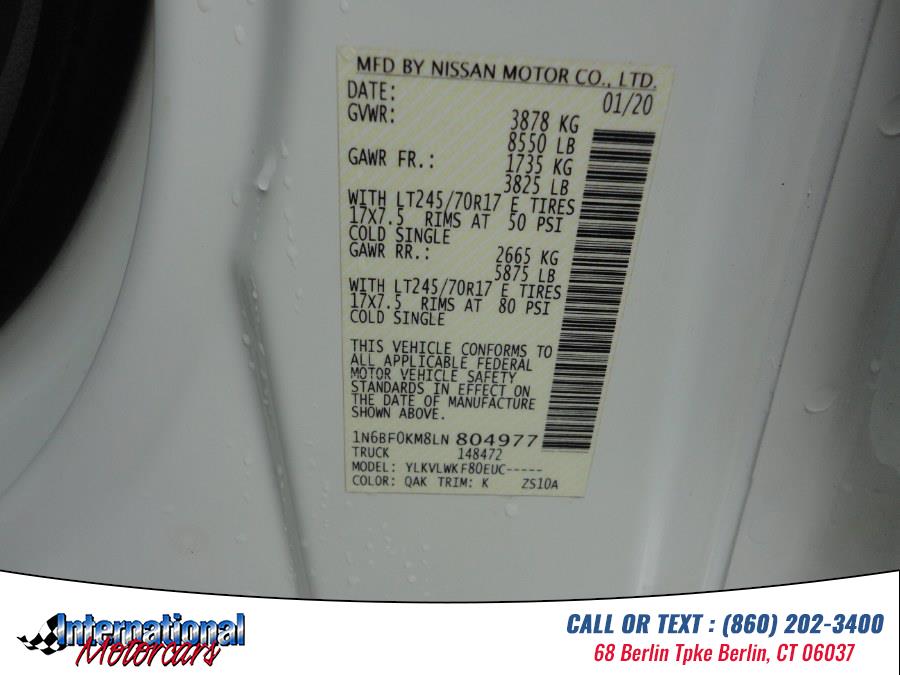 MFD BY NISSAN MOTOR CO., LTD.
DATE: 01/20
GVWR: 3878 KG
8550 LB
GAWR FR.: 1735 KG
3825 LB
WITH LT245/70R17 E TIRES
17X7.5 RIMS AT 50 PSI
COLD SINGLE
GAWR RR.: 2665 KG
5875 LB
WITH LT245/70R17 E TIRES
17X7.5 RIMS AT 80 PSI
COLD SINGLE
THIS VEHICLE CONFORMS TO
ALL APPLICABLE FEDERAL
MOTOR VEHICLE SAFETY
STANDARDS IN EFFECT ON
THE DATE OF MANUFACTURE
SHOWN ABOVE.
1N6BF0KM8LN 804977
TRUCK 148472
MODEL: YLKVLWKF80EUC-----
COLOR: QAK TRIM: K ZS10A
International
Motorcars
CALL OR TEXT : (860) 202-3400
68 Berlin Tpke Berlin, CT 06037